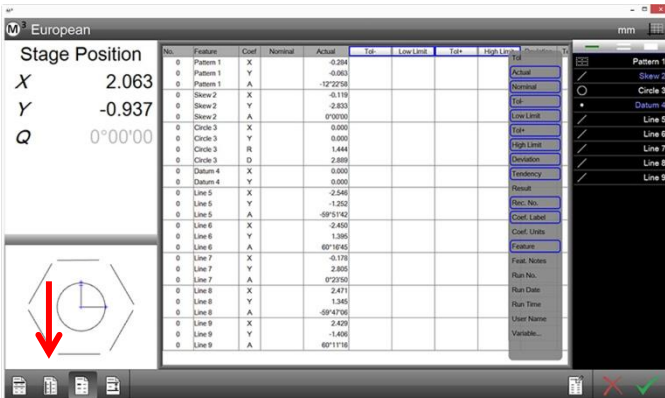 M³ European
mm
Stage Position
X 2.063
Y -0.937
Q 0°00'00
No. Feature Coef Nominal Actual Tol- Low Limit Tol+ High Limit
0 Pattern 1 X -0.284
0 Pattern 1 Y -0.063
0 Pattern 1 A -12°22'58
0 Skew 2 X -0.119
0 Skew 2 Y -2.833
0 Skew 2 A 0°00'00
0 Circle 3 X 0.000
0 Circle 3 Y 0.000
0 Circle 3 R 1.444
0 Circle 3 D 2.889
0 Datum 4 X 0.000
0 Datum 4 Y 0.000
0 Line 5 X -2.546
0 Line 5 Y -1.252
0 Line 5 A -59°51'42
0 Line 6 X -2.450
0 Line 6 Y 1.395
0 Line 6 A 60°16'45
0 Line 7 X -0.178
0 Line 7 Y 2.805
0 Line 7 A 0°23'50
0 Line 8 X 2.471
0 Line 8 Y 1.345
0 Line 8 A -59°47'06
0 Line 9 X 2.429
0 Line 9 Y -1.406
0 Line 9 A 60°11'16
Tol
Actual
Nominal
Tol-
Low Limit
Tol+
High Limit
Deviation
Tendency
Result
Rec. No.
Coef. Label
Coef. Units
Feature
Feat. Notes
Run No.
Run Date
Run Time
User Name
Variable...
Pattern 1
Skew 2
Circle 3
Datum 4
Line 5
Line 6
Line 7
Line 8
Line 9